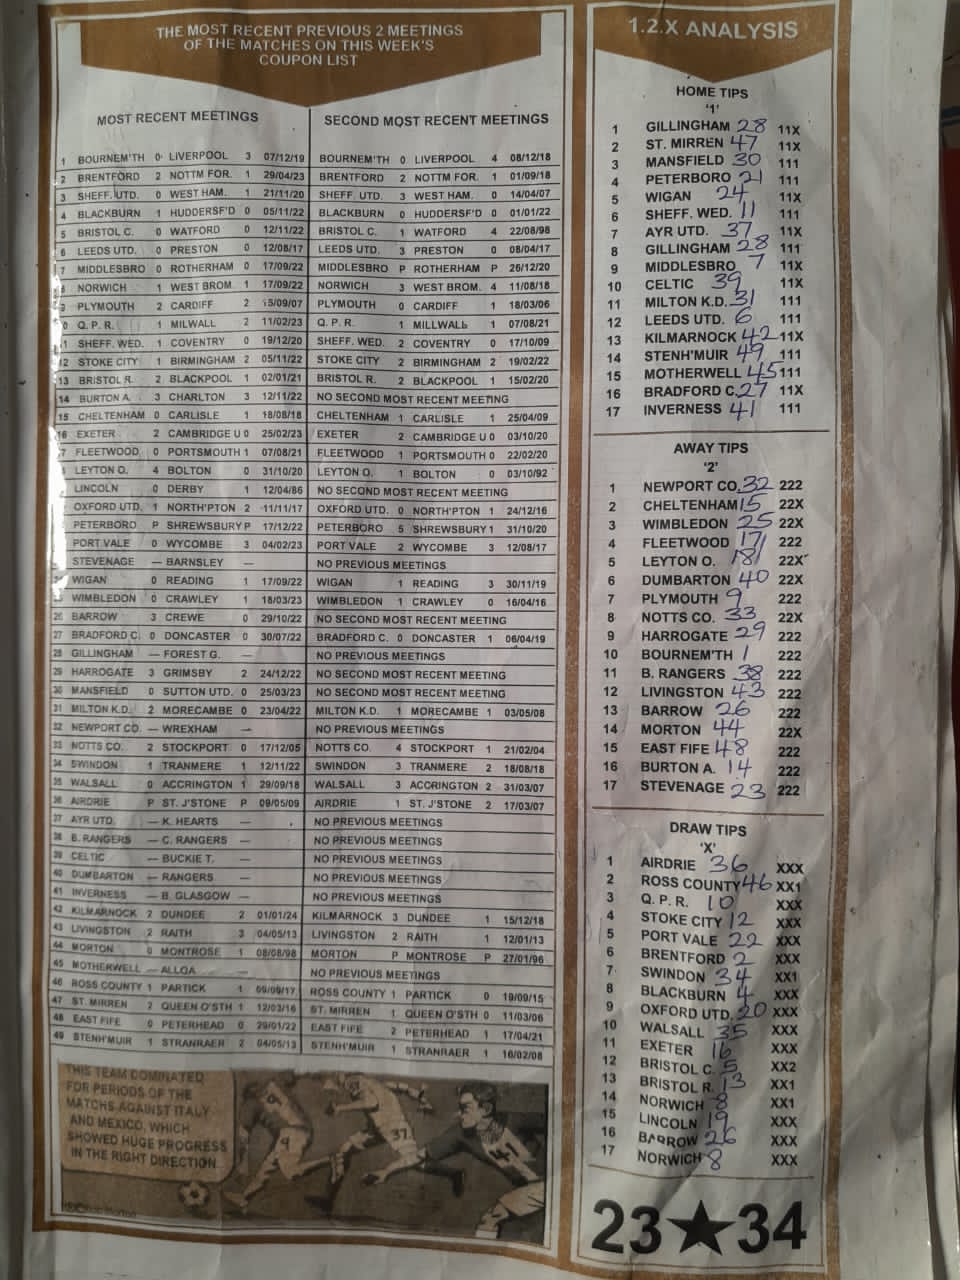 THE MOST RECENT PREVIOUS 2 MEETINGS
OF THE MATCHES ON THIS WEEK'S
COUPON LIST
MOST RECENT MEETINGS SECOND MOST RECENT MEETINGS
1 BOURNEM'TH 0 LIVERPOOL 3 07/12/19 BOURNEM'TH 0 LIVERPOOL 4 08/12/18
2 BRENTFORD 2 NOTTM FOR. 1 29/04/23 BRENTFORD 2 NOTTM FOR. 1 01/09/18
3 SHEFF. UTD. 0 WEST HAM. 1 21/11/20 SHEFF. UTD. 3 WEST HAM. 0 14/04/07
4 BLACKBURN 1 HUDDERSF'D 0 05/11/22 BLACKBURN 0 HUDDERSF'D 0 01/01/22
5 BRISTOL C. 0 WATFORD 0 12/11/22 BRISTOL C. 1 WATFORD 4 22/08/98
6 LEEDS UTD. 0 PRESTON 0 12/08/17 LEEDS UTD. 3 PRESTON 0 08/04/17
7 MIDDLESBRO 0 ROTHERHAM 0 17/09/22 MIDDLESBRO P ROTHERHAM P 26/12/20
NORWICH 1 WEST BROM. 1 17/09/22 NORWICH 3 WEST BROM. 4 11/08/18
PLYMOUTH 2 CARDIFF 2 15/09/07 PLYMOUTH 0 CARDIFF 1 18/03/06
0 Q. P. R. 1 MILWALL 2 11/02/23 Q. P. R. 1 MILLWALL 1 07/08/21
1 SHEFF. WED. 1 COVENTRY 0 19/12/20 SHEFF. WED. 2 COVENTRY 0 17/10/09
12 STOKE CITY 1 BIRMINGHAM 2 05/11/22 STOKE CITY 2 BIRMINGHAM 2 19/02/22
13 BRISTOL R. 2 BLACKPOOL 1 02/01/21 BRISTOL R. 2 BLACKPOOL 1 15/02/20
14 BURTON A. 3 CHARLTON 3 12/11/22 NO SECOND MOST RECENT MEETING
15 CHELTENHAM 0 CARLISLE 1 18/08/18 CHELTENHAM 1 CARLISLE 1 25/04/09
16 EXETER 2 CAMBRIDGE U 0 25/02/23 EXETER 2 CAMBRIDGE U 0 03/10/20
7 FLEETWOOD 0 PORTSMOUTH 1 07/08/21 FLEETWOOD 1 PORTSMOUTH 0 22/02/20
LEYTON O. 4 BOLTON 0 31/10/20 LEYTON O. 1 BOLTON 0 03/10/92
LINCOLN 0 DERBY 1 12/04/86 NO SECOND MOST RECENT MEETING
OXFORD UTD. 1 NORTH'PTON 2 11/11/17 OXFORD UTD. 0 NORTH'PTON 1 24/12/16
PETERBORO P SHREWSBURY P 17/12/22 PETERBORO 5 SHREWSBURY 1 31/10/20
PORT VALE 0 WYCOMBE 3 04/02/23 PORT VALE 2 WYCOMBE 3 12/08/17
STEVENAGE — BARNSLEY — NO PREVIOUS MEETINGS
WIGAN 0 READING 1 17/09/22 WIGAN 1 READING 3 30/11/19
WIMBLEDON 0 CRAWLEY 1 18/03/23 WIMBLEDON 1 CRAWLEY 0 16/04/16
26 BARROW 3 CREWE 0 29/10/22 NO SECOND MOST RECENT MEETING
27 BRADFORD C. 0 DONCASTER 0 30/07/22 BRADFORD C. 0 DONCASTER 1 06/04/19
28 GILLINGHAM — FOREST G. — NO PREVIOUS MEETINGS
29 HARROGATE 3 GRIMSBY 2 24/12/22 NO SECOND MOST RECENT MEETING
30 MANSFIELD 0 SUTTON UTD. 0 25/03/23 NO SECOND MOST RECENT MEETING
31 MILTON K.D. 2 MORECAMBE 0 23/04/22 MILTON K.D. 1 MORECAMBE 1 03/05/08
32 NEWPORT CO. — WREXHAM — NO PREVIOUS MEETINGS
33 NOTTS CO. 2 STOCKPORT 0 17/12/05 NOTTS CO. 4 STOCKPORT 1 21/02/04
34 SWINDON 1 TRANMERE 1 12/11/22 SWINDON 3 TRANMERE 2 18/08/18
35 WALSALL 0 ACCRINGTON 1 29/09/18 WALSALL 3 ACCRINGTON 2 31/03/07
36 AIRDRIE P ST. J'STONE P 09/05/09 AIRDRIE 1 ST. J'STONE 2 17/03/07
37 AYR UTD. — K. HEARTS — NO PREVIOUS MEETINGS
38 B. RANGERS — C. RANGERS — NO PREVIOUS MEETINGS
39 CELTIC — BUCKIE T. — NO PREVIOUS MEETINGS
40 DUMBARTON — RANGERS — NO PREVIOUS MEETINGS
41 INVERNESS — B. GLASGOW — NO PREVIOUS MEETINGS
42 KILMARNOCK 2 DUNDEE 2 01/01/24 KILMARNOCK 3 DUNDEE 1 15/12/18
43 LIVINGSTON 2 RAITH 3 04/05/13 LIVINGSTON 2 RAITH 1 12/01/13
44 MORTON 0 MONTROSE 1 08/08/98 MORTON P MONTROSE P 27/01/96
45 MOTHERWELL — ALLOA — NO PREVIOUS MEETINGS
46 ROSS COUNTY 1 PARTICK 1 09/09/17 ROSS COUNTY 1 PARTICK 0 19/09/15
47 ST. MIRREN 2 QUEEN O'STH 1 12/03/16 ST. MIRREN 1 QUEEN O'STH 0 11/03/06
48 EAST FIFE 0 PETERHEAD 0 29/01/22 EAST FIFE 2 PETERHEAD 1 17/04/21
49 STENH'MUIR 1 STRANRAER 2 04/05/13 STENH'MUIR 1 STRANRAER 1 16/02/08
THIS TEAM DOMINATED
FOR PERIODS OF THE
MATCHS AGAINST ITALY
AND MEXICO, WHICH
SHOWED HUGE PROGRESS
IN THE RIGHT DIRECTION...
9
37
1.2.X ANALYSIS
HOME TIPS
'1'
1 GILLINGHAM 28 11X
2 ST. MIRREN 47 11X
3 MANSFIELD 30 111
4 PETERBORO 21 111
5 WIGAN 24 11X
6 SHEFF. WED. 11 111
7 AYR UTD. 37 11X
8 GILLINGHAM 28 111
9 MIDDLESBRO 7 11X
10 CELTIC 39 11X
11 MILTON K.D. 31 111
12 LEEDS UTD. 6 111
13 KILMARNOCK 42 11X
14 STENH'MUIR 49 111
15 MOTHERWELL 45 111
16 BRADFORD C. 27 11X
17 INVERNESS 41 111
AWAY TIPS
'2'
1 NEWPORT CO. 32 222
2 CHELTENHAM 15 22X
3 WIMBLEDON 25 22X
4 FLEETWOOD 17 222
5 LEYTON O. 18 22X
6 DUMBARTON 40 22X
7 PLYMOUTH 9 222
8 NOTTS CO. 33 22X
9 HARROGATE 29 222
10 BOURNEM'TH 1 222
11 B. RANGERS 38 222
12 LIVINGSTON 43 222
13 BARROW 26 222
14 MORTON 44 22X
15 EAST FIFE 48 222
16 BURTON A. 14 222
17 STEVENAGE 23 222
DRAW TIPS
'X'
1 AIRDRIE 36 XXX
2 ROSS COUNTY 46 XX1
3 Q. P. R. 10 XXX
4 STOKE CITY 12 XXX
5 PORT VALE 22 XXX
6 BRENTFORD 2 XXX
7 SWINDON 34 XX1
8 BLACKBURN 4 XXX
9 OXFORD UTD. 20 XXX
10 WALSALL 35 XXX
11 EXETER 16 XXX
12 BRISTOL C. 5 XX2
13 BRISTOL R. 13 XX1
14 NORWICH 8 XX1
15 LINCOLN 19 XXX
16 BARROW 26 XXX
17 NORWICH 8 XXX
23★34